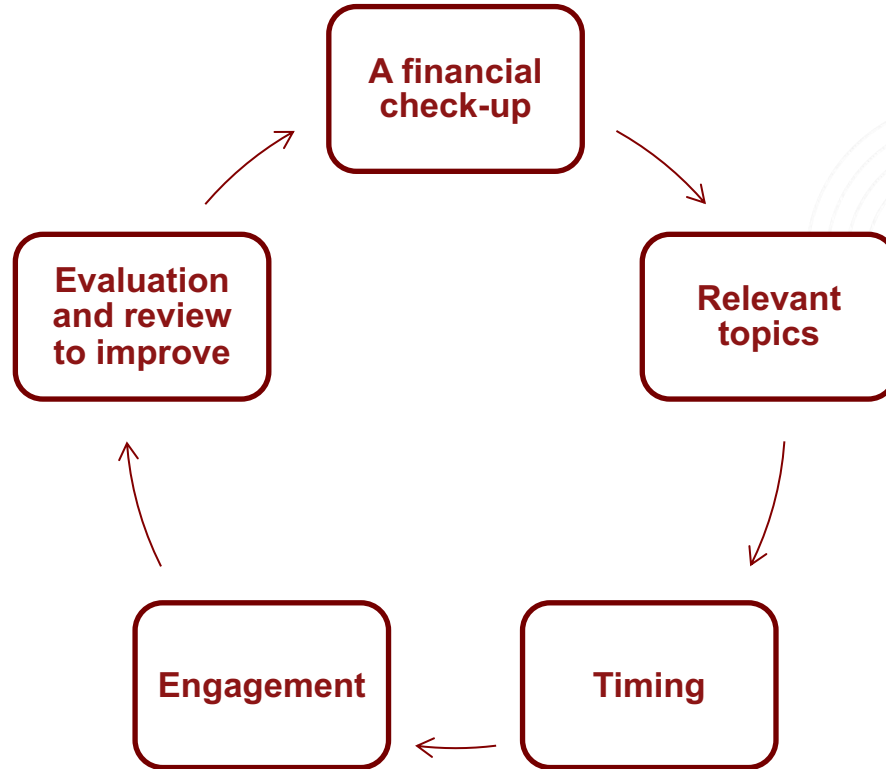 A financial
check-up
Relevant
topics
Timing
Engagement
Evaluation
and review
to improve